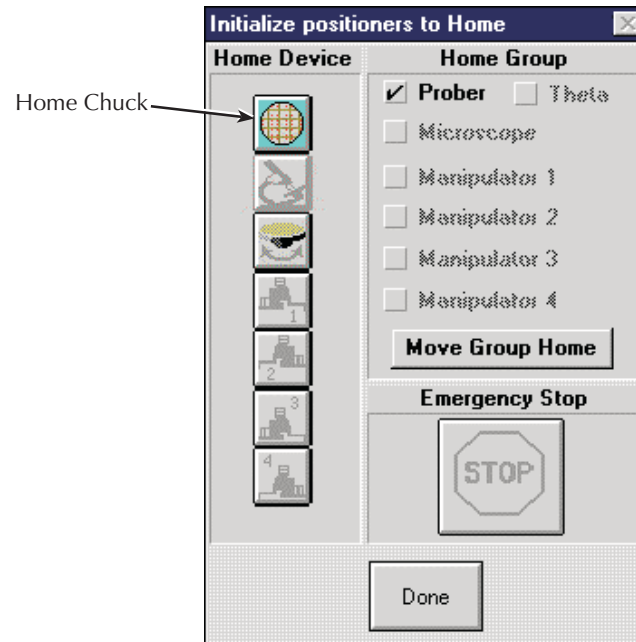 Initialize positioners to Home
Home Device
Home Group
Home Chuck
Prober
Theta
Microscope
Manipulator 1
Manipulator 2
Manipulator 3
Manipulator 4
1
2
3
4
Move Group Home
Emergency Stop
STOP
Done